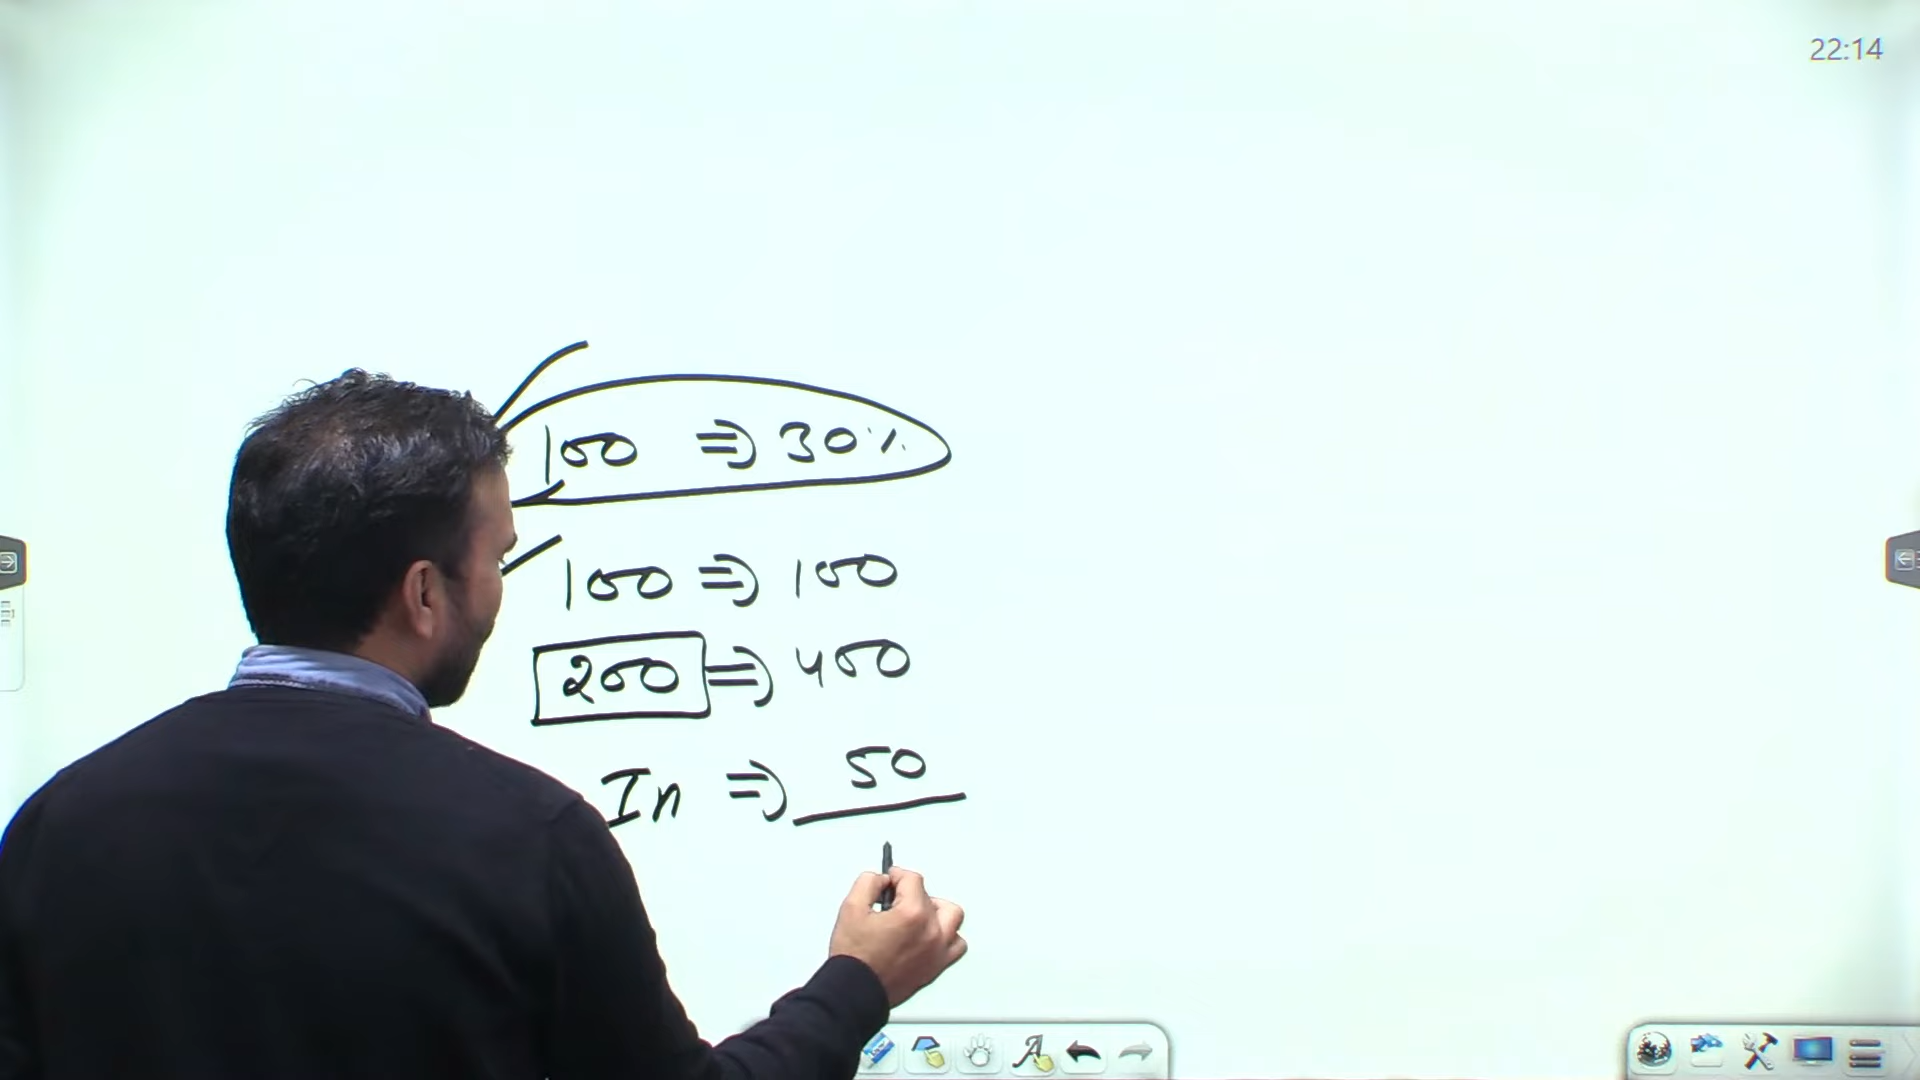 22:14
100 ⇒ 30%
100 ⇒ 100
200 ⇒ 400
In ⇒ 50